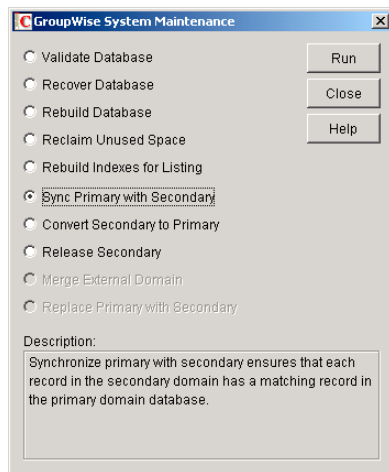 GroupWise System Maintenance
Validate Database
Run
Recover Database
Close
Rebuild Database
Help
Reclaim Unused Space
Rebuild Indexes for Listing
Sync Primary with Secondary
Convert Secondary to Primary
Release Secondary
Merge External Domain
Replace Primary with Secondary
Description:
Synchronize primary with secondary ensures that each
record in the secondary domain has a matching record in
the primary domain database.